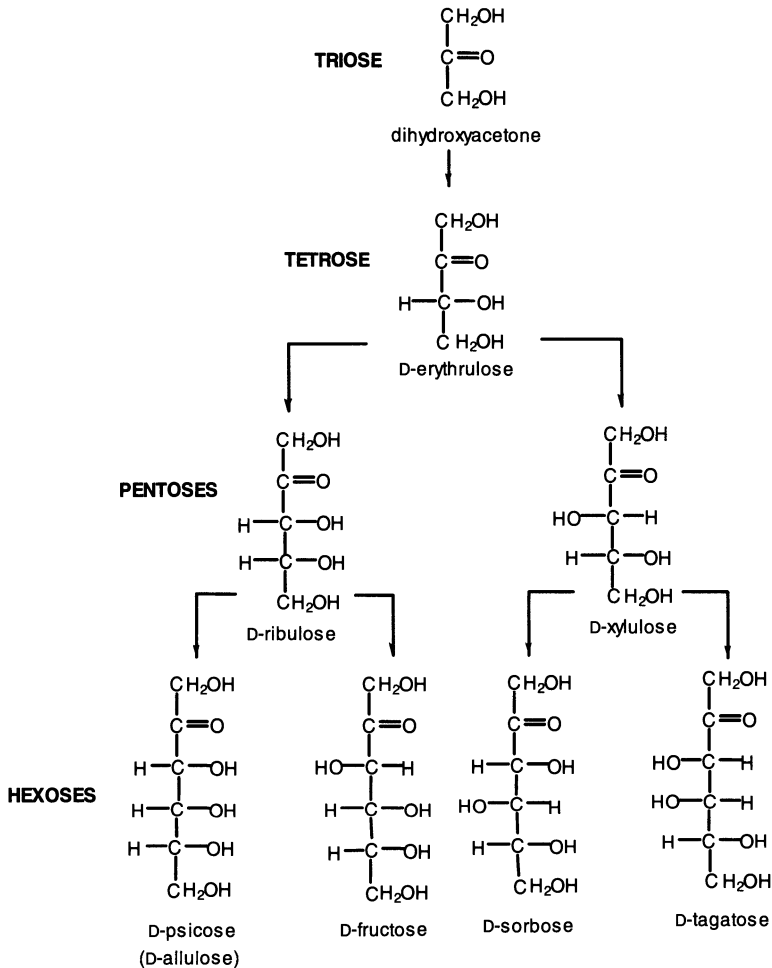 CH₂OH
TRIOSE
C=O
CH₂OH
dihydroxyacetone
CH₂OH
TETROSE
C=O
H C OH
CH₂OH
D-erythrulose
CH₂OH
C=O
PENTOSES
H C OH
H C OH
CH₂OH
D-ribulose
CH₂OH
C=O
HO C H
H C OH
CH₂OH
D-xylulose
HEXOSES
CH₂OH
C=O
H C OH
H C OH
H C OH
CH₂OH
D-psicose
(D-allulose)
CH₂OH
C=O
HO C H
H C OH
H C OH
CH₂OH
D-fructose
CH₂OH
C=O
H C OH
HO C H
H C OH
CH₂OH
D-sorbose
CH₂OH
C=O
HO C H
HO C H
H C OH
CH₂OH
D-tagatose